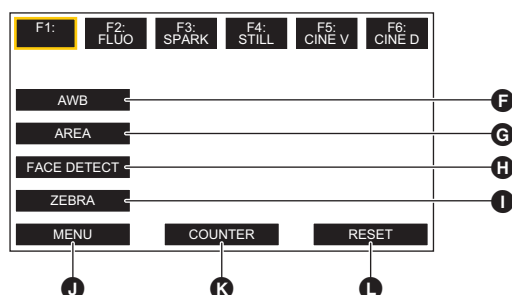 F1: F2: F3: F4: F5: F6:
FLUO SPARK STILL CINE V CINE D
AWB F
AREA G
FACE DETECT H
ZEBRA I
MENU COUNTER RESET
J K L